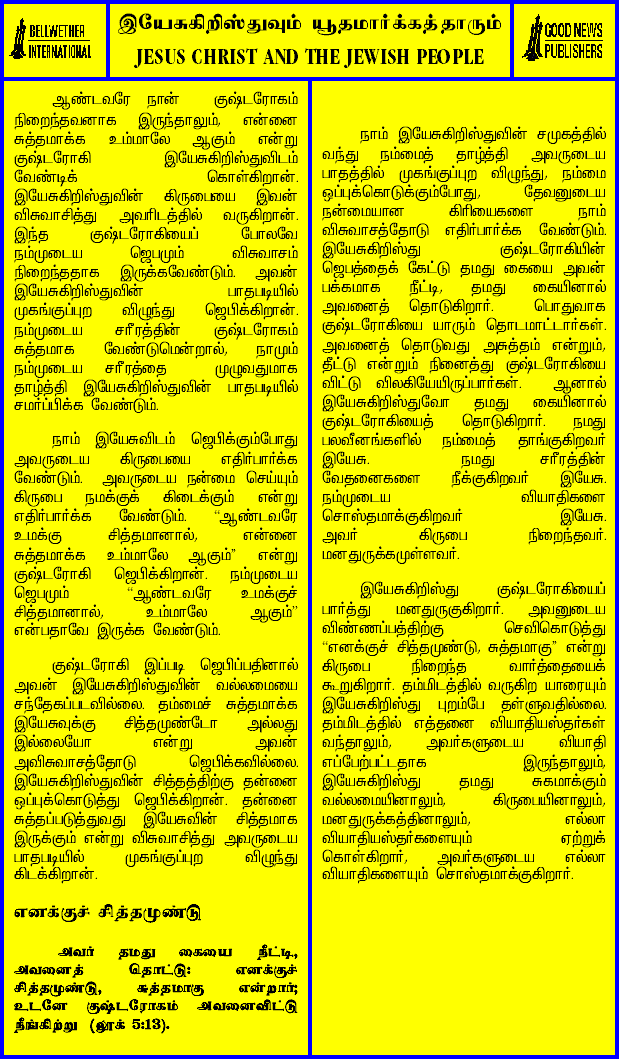 BELLWETHER
INTERNATIONAL
இயேசுகிறிஸ்துவும் யூதமார்க்கத்தாரும்
JESUS CHRIST AND THE JEWISH PEOPLE
GOOD NEWS
PUBLISHERS
ஆண்டவரே நான் குஷ்டரோகம்
நிறைந்தவனாக இருந்தாலும், என்னை
சுத்தமாக்க உம்மாலே ஆகும் என்று
குஷ்டரோகி இயேசுகிறிஸ்துவிடம்
வேண்டிக் கொள்கிறான்.
இயேசுகிறிஸ்துவின் கிருபையை இவன்
விசுவாசித்து அவரிடத்தில் வருகிறான்.
இந்த குஷ்டரோகியைப் போலவே
நம்முடைய ஜெபமும் விசுவாசம்
நிறைந்ததாக இருக்கவேண்டும். அவன்
இயேசுகிறிஸ்துவின் பாதபடியில்
முகங்குப்புற விழுந்து ஜெபிக்கிறான்.
நம்முடைய சரீரத்தின் குஷ்டரோகம்
சுத்தமாக வேண்டுமென்றால், நாமும்
நம்முடைய சரீரத்தை முழுவதுமாக
தாழ்த்தி இயேசுகிறிஸ்துவின் பாதபடியில்
சமர்ப்பிக்க வேண்டும்.
நாம் இயேசுவிடம் ஜெபிக்கும்போது
அவருடைய கிருபையை எதிர்பார்க்க
வேண்டும். அவருடைய நன்மை செய்யும்
கிருபை நமக்குக் கிடைக்கும் என்று
எதிர்பார்க்க வேண்டும். “ஆண்டவரே
உமக்கு சித்தமானால், என்னை
சுத்தமாக்க உம்மாலே ஆகும்” என்று
குஷ்டரோகி ஜெபிக்கிறான். நம்முடைய
ஜெபமும் “ஆண்டவரே உமக்குச்
சித்தமானால், உம்மாலே ஆகும்”
என்பதாவே இருக்க வேண்டும்.
குஷ்டரோகி இப்படி ஜெபிப்பதினால்
அவன் இயேசுகிறிஸ்துவின் வல்லமையை
சந்தேகப்படவில்லை. தம்மைச் சுத்தமாக்க
இயேசுவுக்கு சித்தமுண்டோ அல்லது
இல்லையோ என்று அவன்
அவிசுவாசத்தோடு ஜெபிக்கவில்லை.
இயேசுகிறிஸ்துவின் சித்தத்திற்கு தன்னை
ஒப்புக்கொடுத்து ஜெபிக்கிறான். தன்னை
சுத்தப்படுத்துவது இயேசுவின் சித்தமாக
இருக்கும் என்று விசுவாசித்து அவருடைய
பாதபடியில் முகங்குப்புற விழுந்து
கிடக்கிறான்.
எனக்குச் சித்தமுண்டு
அவர் தமது கையை நீட்டி,
அவனைத் தொட்டு: எனக்குச்
சித்தமுண்டு, சுத்தமாகு என்றார்;
உடனே குஷ்டரோகம் அவனைவிட்டு
நீங்கிற்று (லூக் 5:13).
நாம் இயேசுகிறிஸ்துவின் சமுகத்தில்
வந்து நம்மைத் தாழ்த்தி அவருடைய
பாதத்தில் முகங்குப்புற விழுந்து, நம்மை
ஒப்புக்கொடுக்கும்போது, தேவனுடைய
நன்மையான கிரியைகளை நாம்
விசுவாசத்தோடு எதிர்பார்க்க வேண்டும்.
இயேசுகிறிஸ்து குஷ்டரோகியின்
ஜெபத்தைக் கேட்டு தமது கையை அவன்
பக்கமாக நீட்டி, தமது கையினால்
அவனைத் தொடுகிறார். பொதுவாக
குஷ்டரோகியை யாரும் தொடமாட்டார்கள்.
அவனைத் தொடுவது அசுத்தம் என்றும்,
தீட்டு என்றும் நினைத்து குஷ்டரோகியை
விட்டு விலகியேயிருப்பார்கள். ஆனால்
இயேசுகிறிஸ்துவோ தமது கையினால்
குஷ்டரோகியைத் தொடுகிறார். நமது
பலவீனங்களில் நம்மைத் தாங்குகிறவர்
இயேசு. நமது சரீரத்தின்
வேதனைகளை நீக்குகிறவர் இயேசு.
நம்முடைய வியாதிகளை
சொஸ்தமாக்குகிறவர் இயேசு.
அவர் கிருபை நிறைந்தவர்.
மனதுருக்கமுள்ளவர்.
இயேசுகிறிஸ்து குஷ்டரோகியைப்
பார்த்து மனதுருகுகிறார். அவனுடைய
விண்ணப்பத்திற்கு செவிகொடுத்து
“எனக்குச் சித்தமுண்டு, சுத்தமாகு” என்று
கிருபை நிறைந்த வார்த்தையைக்
கூறுகிறார். தம்மிடத்தில் வருகிற யாரையும்
இயேசுகிறிஸ்து புறம்பே தள்ளுவதில்லை.
தம்மிடத்தில் எத்தனை வியாதியஸ்தர்கள்
வந்தாலும், அவர்களுடைய வியாதி
எப்பேற்பட்டதாக இருந்தாலும்,
இயேசுகிறிஸ்து தமது சுகமாக்கும்
வல்லமையினாலும், கிருபையினாலும்,
மனதுருக்கத்தினாலும், எல்லா
வியாதியஸ்தர்களையும் ஏற்றுக்
கொள்கிறார், அவர்களுடைய எல்லா
வியாதிகளையும் சொஸ்தமாக்குகிறார்.